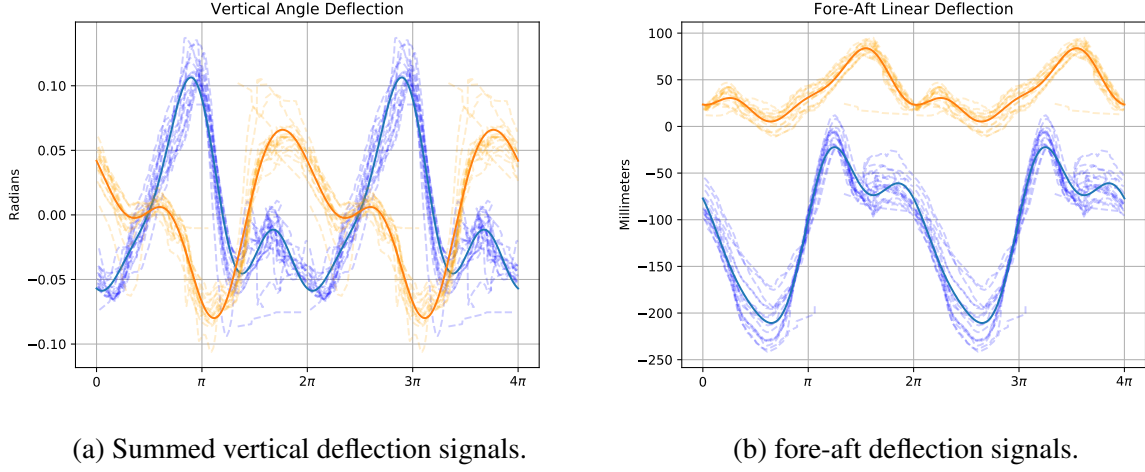 Vertical Angle Deflection
Radians
0.10
0.05
0.00
−0.05
−0.10
0
π
2π
3π
4π
Fore-Aft Linear Deflection
Millimeters
100
50
0
−50
−100
−150
−200
−250
0
π
2π
3π
4π
(a) Summed vertical deflection signals.
(b) fore-aft deflection signals.